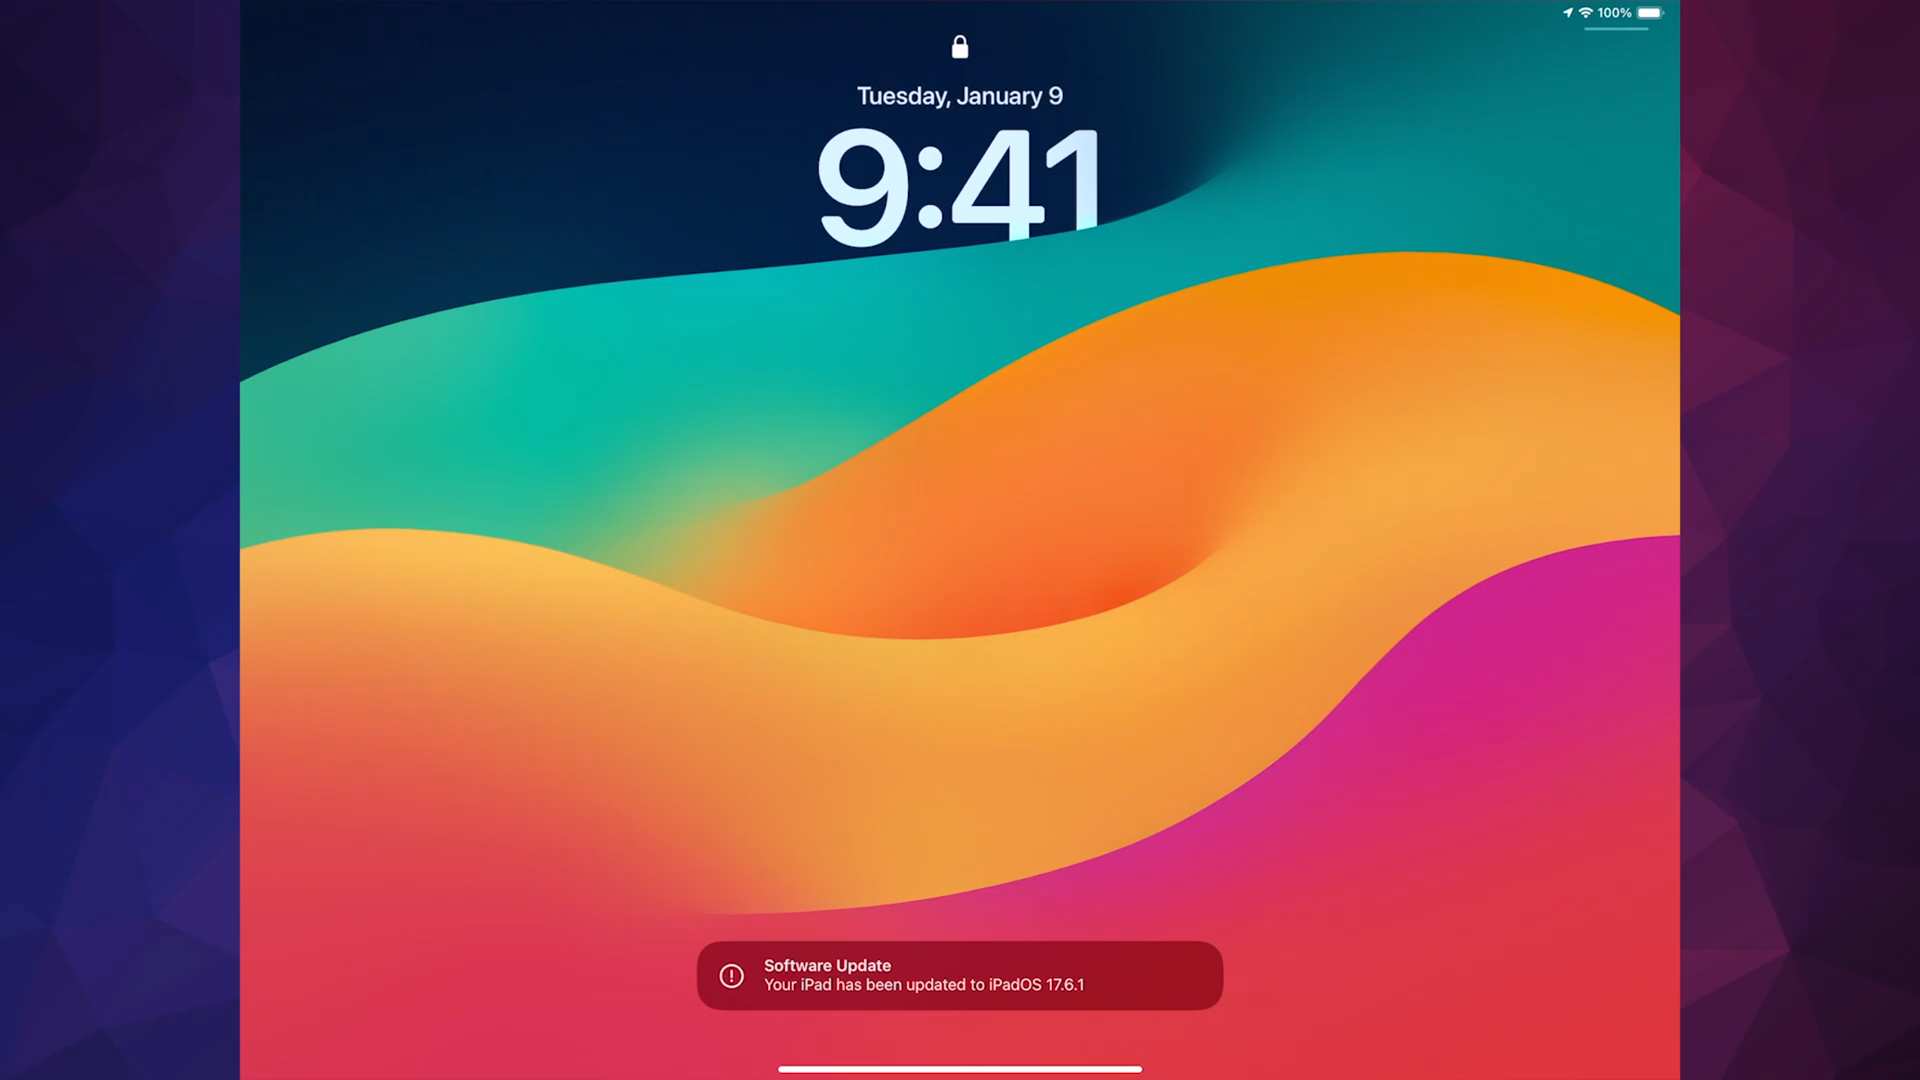 100%
Tuesday, January 9
9:41
Software Update
Your iPad has been updated to iPadOS 17.6.1